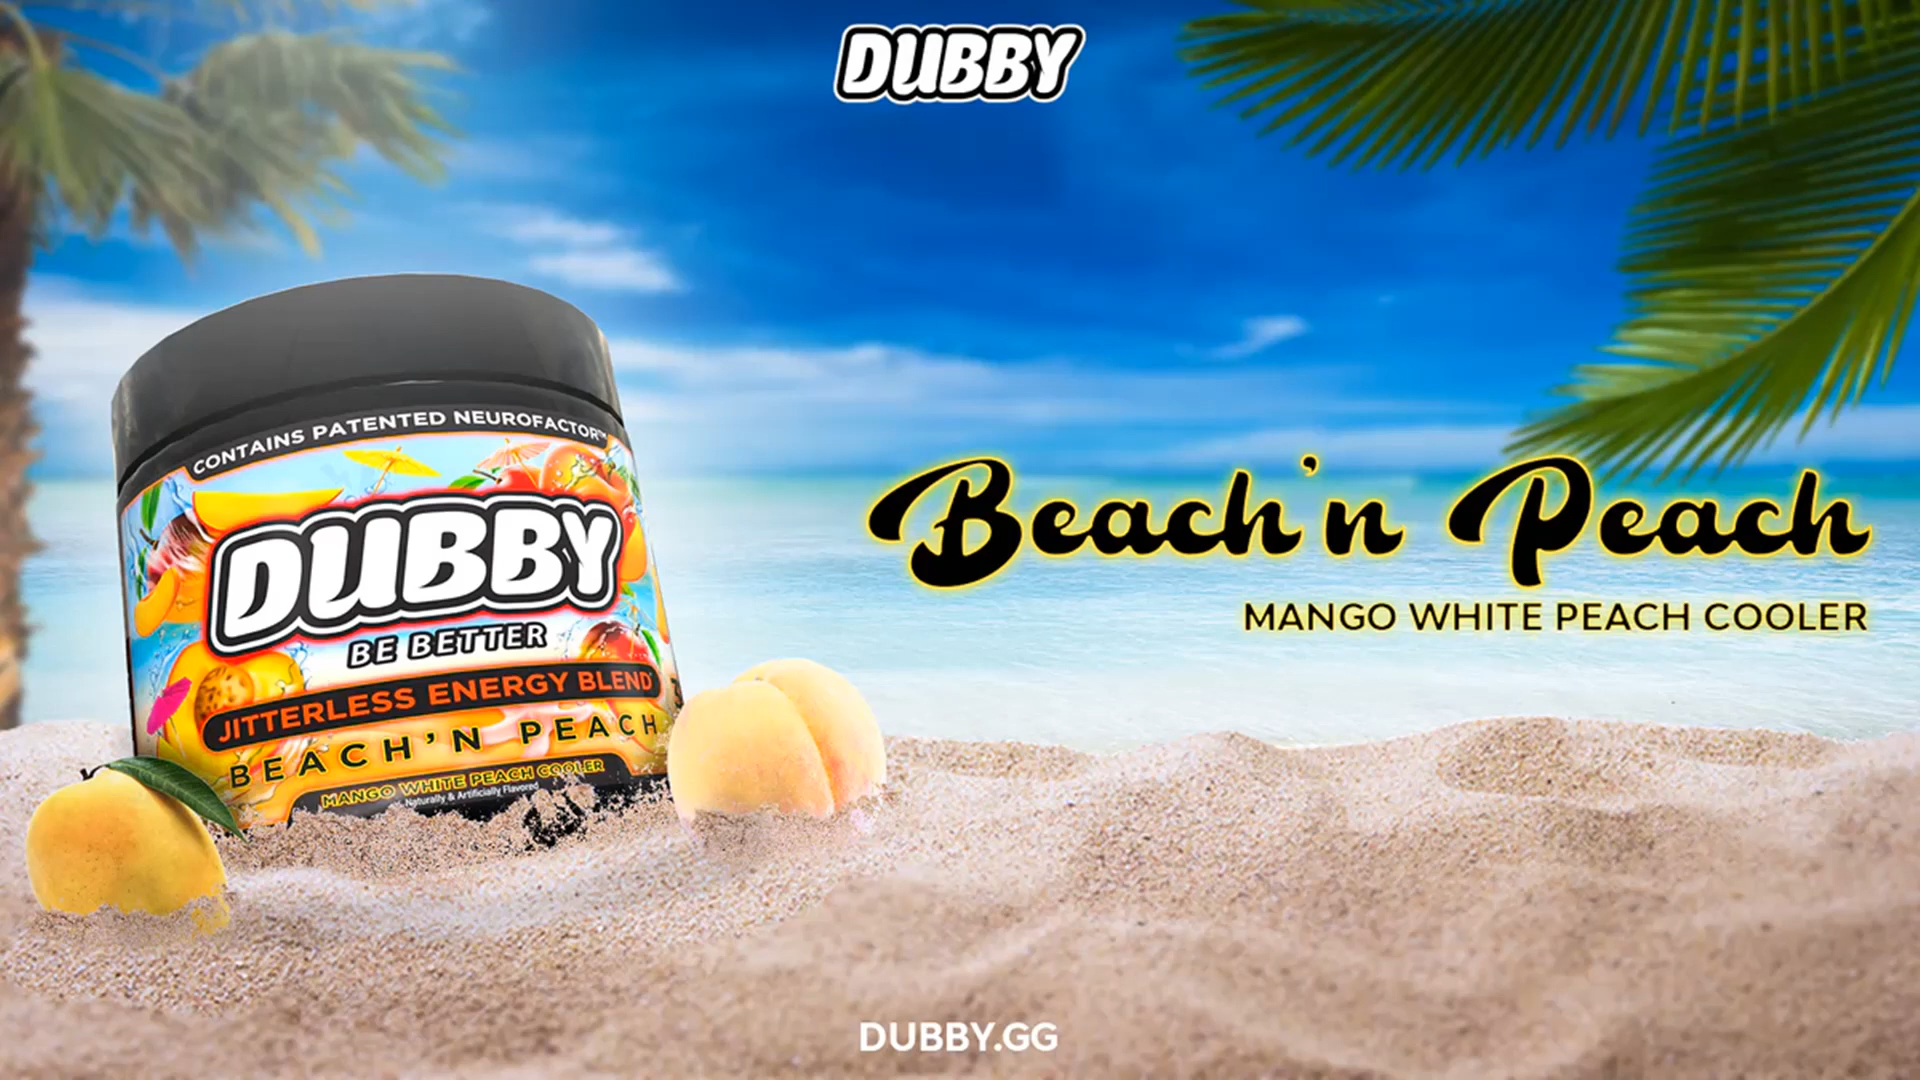 DUBBY
CONTAINS PATENTED NEUROFACTOR™
DUBBY
BE BETTER
JITTERLESS ENERGY BLEND
BEACH'N PEACH
MANGO WHITE PEACH COOLER
Naturally & Artificially Flavored
Beach'n Peach
MANGO WHITE PEACH COOLER
DUBBY.GG